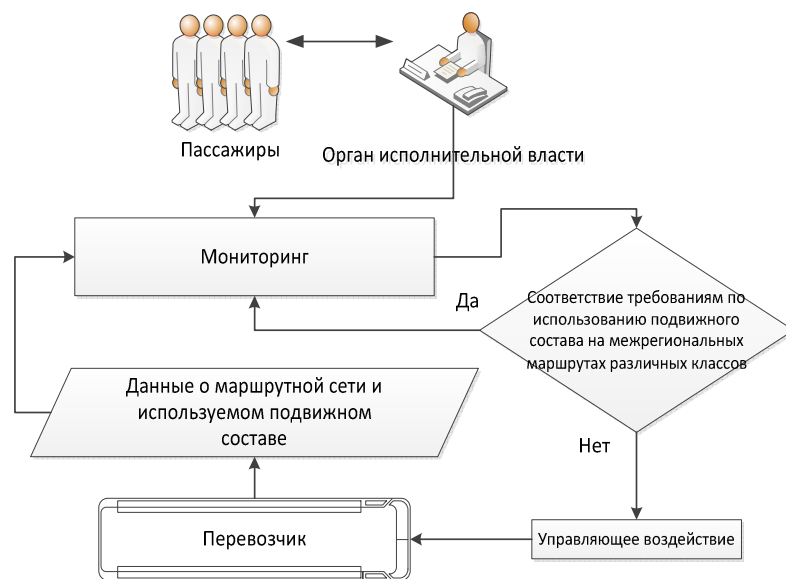 Пассажиры
Орган исполнительной власти
Мониторинг
Да
Соответствие требованиям по
использованию подвижного
состава на межрегиональных
маршрутах различных классов
Данные о маршрутной сети и
используемом подвижном
составе
Нет
Перевозчик
Управляющее воздействие